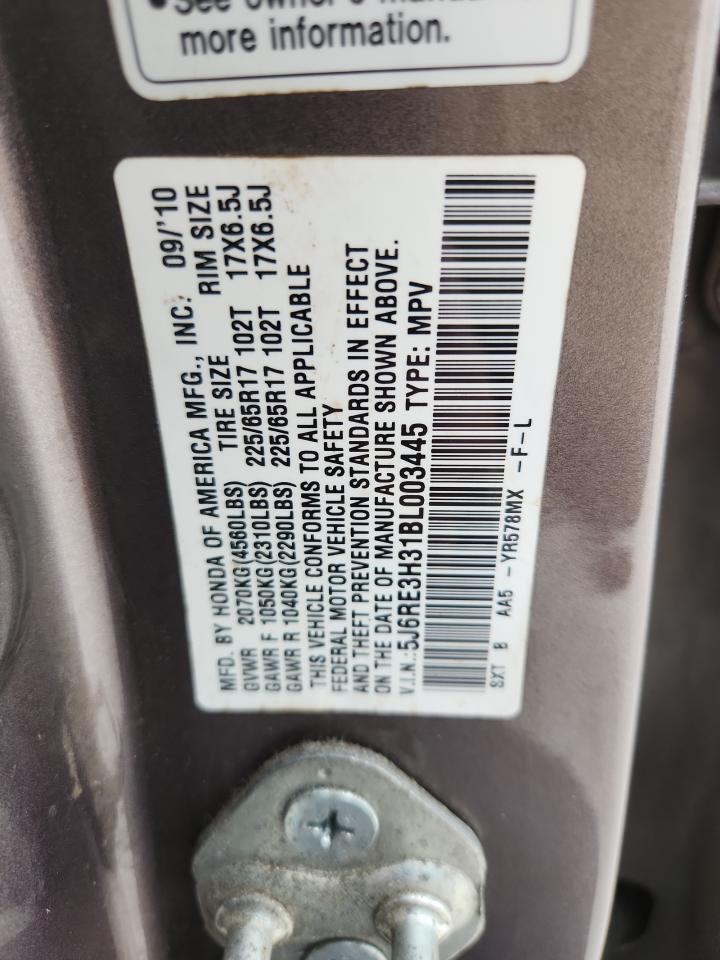 more information.
MFD. BY HONDA OF AMERICA MFG., INC. 09/'10
GVWR 2070KG(4560LBS) TIRE SIZE RIM SIZE
GAWR F 1050KG(2310LBS) 225/65R17 102T 17X6.5J
GAWR R 1040KG(2290LBS) 225/65R17 102T 17X6.5J
THIS VEHICLE CONFORMS TO ALL APPLICABLE
FEDERAL MOTOR VEHICLE SAFETY
AND THEFT PREVENTION STANDARDS IN EFFECT
ON THE DATE OF MANUFACTURE SHOWN ABOVE.
V.I.N.:5J6RE3H31BL003445 TYPE: MPV
SXT B AA5 -YR578MX -F-L